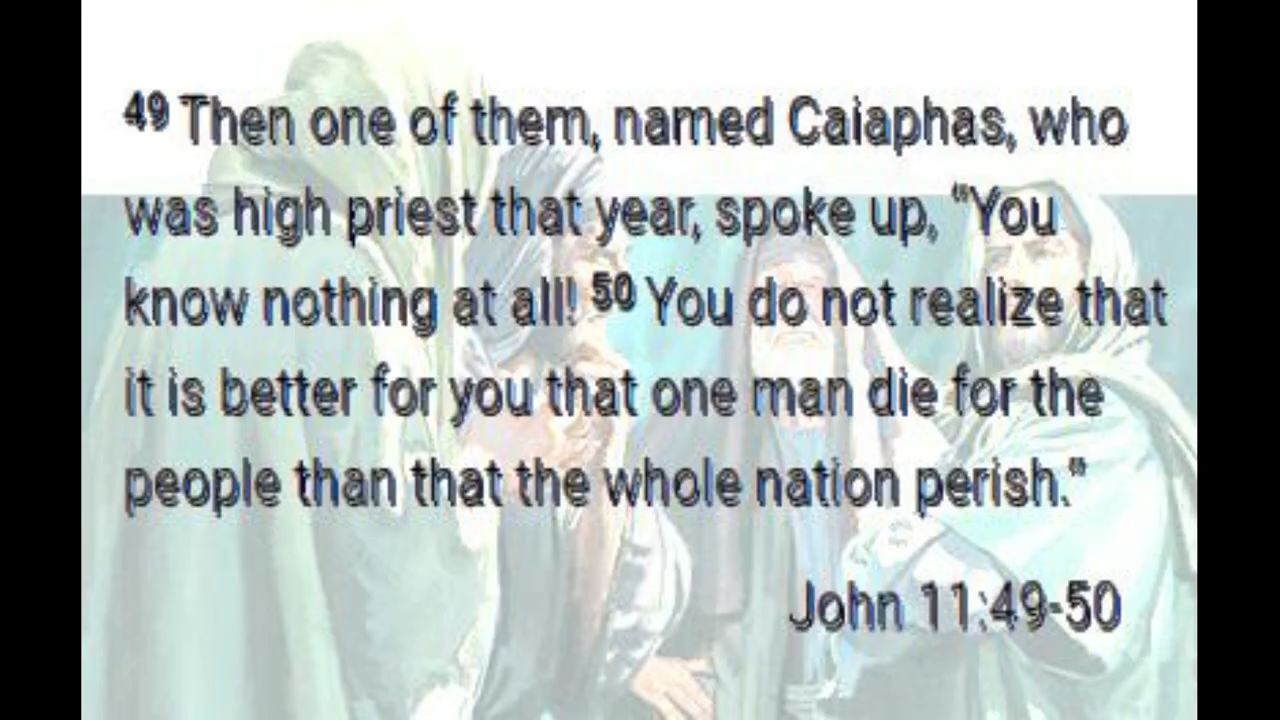 49 Then one of them, named Caiaphas, who
was high priest that year, spoke up, "You
know nothing at all! 50 You do not realize that
it is better for you that one man die for the
people than that the whole nation perish."
John 11:49-50